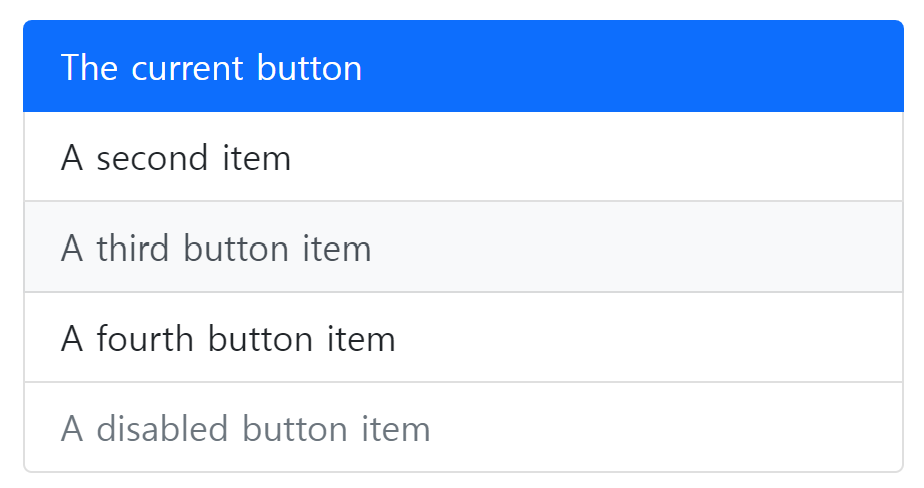 The current button
A second item
A third button item
A fourth button item
A disabled button item